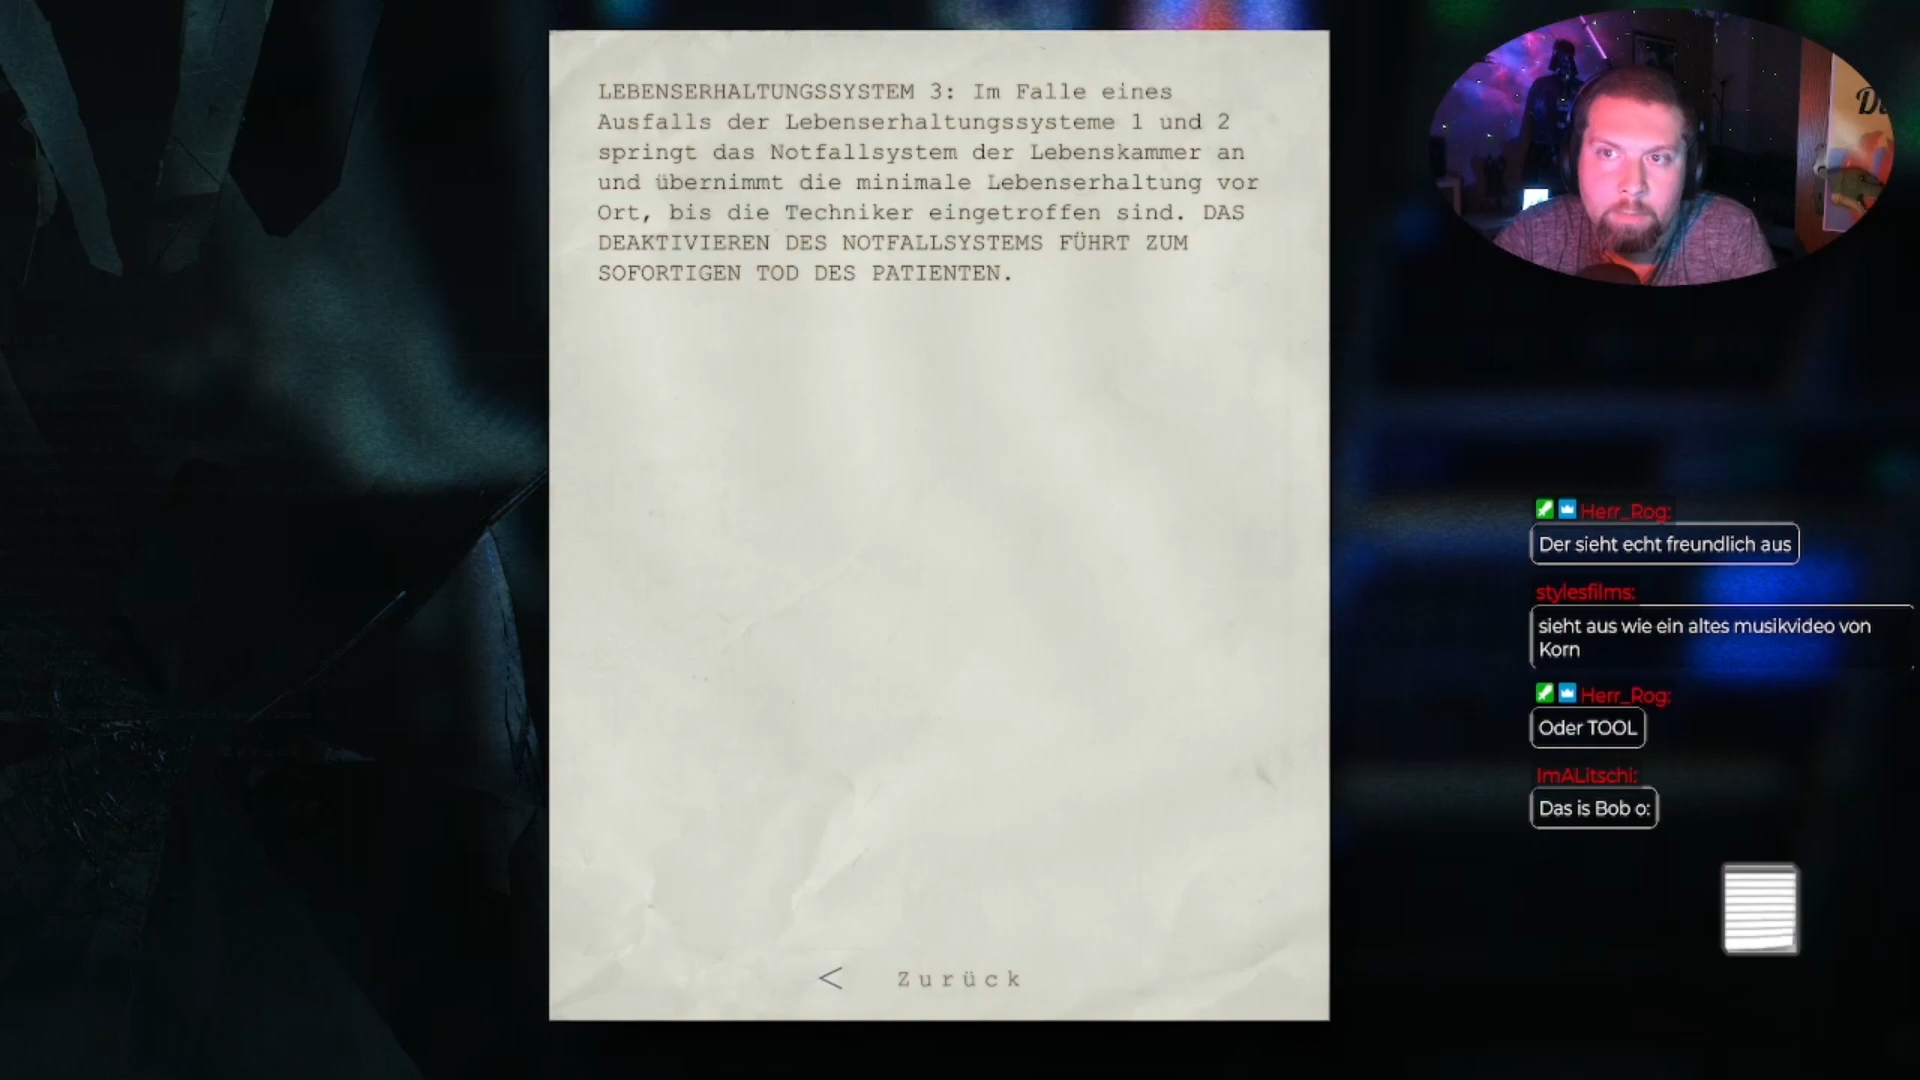 LEBENSERHALTUNGSSYSTEM 3: Im Falle eines
Ausfalls der Lebenserhaltungssysteme 1 und 2
springt das Notfallsystem der Lebenskammer an
und übernimmt die minimale Lebenserhaltung vor
Ort, bis die Techniker eingetroffen sind. DAS
DEAKTIVIEREN DES NOTFALLSYSTEMS FÜHRT ZUM
SOFORTIGEN TOD DES PATIENTEN.
< Zurück
Herr_Rog:
Der sieht echt freundlich aus
stylesfilms:
sieht aus wie ein altes musikvideo von
Korn
Herr_Rog:
Oder TOOL
ImALitschi:
Das is Bob o: